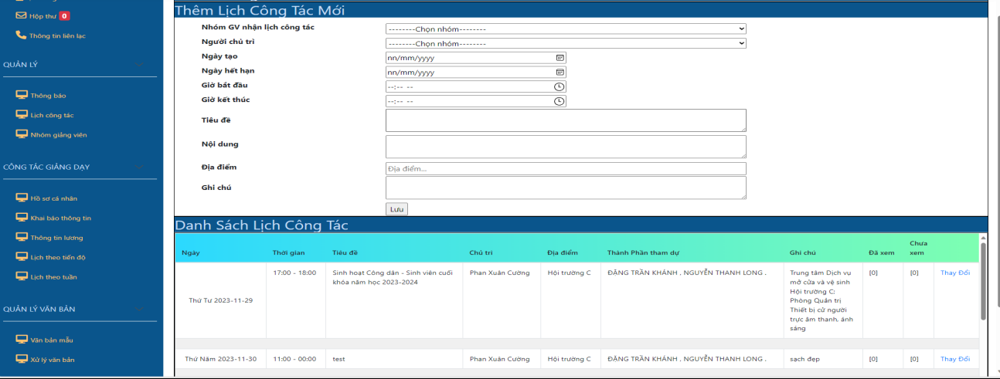 Hộp thư 0
Thông tin liên lạc
QUẢN LÝ
Thông báo
Lịch công tác
Nhóm giảng viên
CÔNG TÁC GIẢNG DẠY
Hồ sơ cá nhân
Khai báo thông tin
Thông tin lương
Lịch theo tiến độ
Lịch theo tuần
QUẢN LÝ VĂN BẢN
Văn bản mẫu
Xử lý văn bản
Thêm Lịch Công Tác Mới
Nhóm GV nhận lịch công tác --------Chọn nhóm--------
Người chủ trì --------Chọn nhóm--------
Ngày tạo nn/mm/yyyy
Ngày hết hạn nn/mm/yyyy
Giờ bắt đầu --:-- --
Giờ kết thúc --:-- --
Tiêu đề
Nội dung
Địa điểm Địa điểm...
Ghi chú
Lưu
Danh Sách Lịch Công Tác
Ngày Thời gian Tiêu đề Chủ trì Địa điểm Thành Phần tham dự Ghi chú Đã xem Chưa xem
Thứ Tư 2023-11-29 17:00 - 18:00 Sinh hoạt Công dân - Sinh viên cuối
khóa năm học 2023-2024
Phan Xuân Cường Hội trường C ĐẶNG TRẦN KHÁNH , NGUYỄN THANH LONG .
Trung tâm Dịch vụ
mở cửa và vệ sinh
Hội trường C;
Phòng Quản trị
Thiết bị cử người
trực âm thanh, ánh
sáng
[0] [0] Thay Đổi
Thứ Năm 2023-11-30 11:00 - 00:00 test Phan Xuân Cường Hội trường C ĐẶNG TRẦN KHÁNH , NGUYỄN THANH LONG . sạch đẹp [0] [0] Thay Đổi